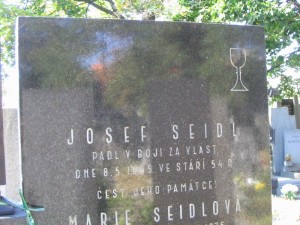 JOSEF SEIDL
PADL V BOJI ZA VLAST
DNE 8.5.1945 VE STÁŘÍ 54 R.
ČEST JEHO PAMÁTCE!
MARIE SEIDLOVÁ